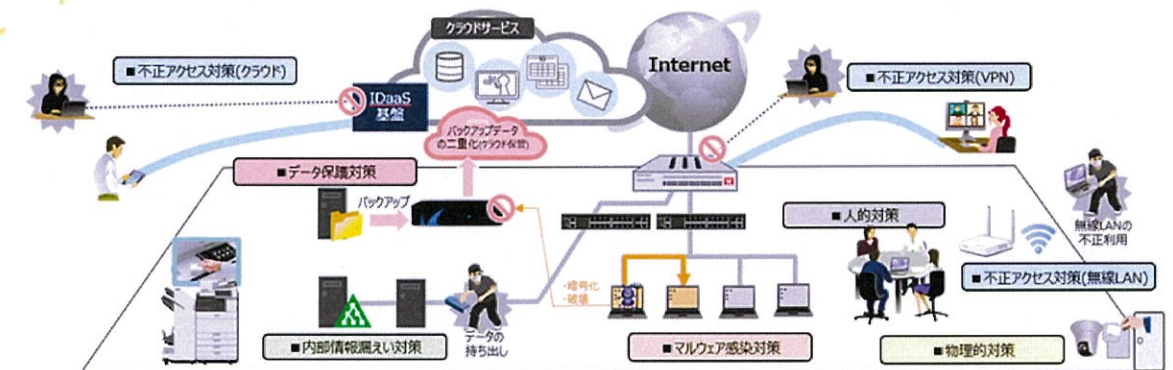 クラウドサービス
■不正アクセス対策(クラウド)
IDaaS
基盤
Internet
■不正アクセス対策(VPN)
バックアップデータ
の二重化(クラウド保管)
■データ保護対策
バックアップ
■人的対策
無線LANの
不正利用
■不正アクセス対策(無線LAN)
・暗号化
・破壊
データの
持ち出し
■内部情報漏えい対策
■マルウェア感染対策
■物理的対策